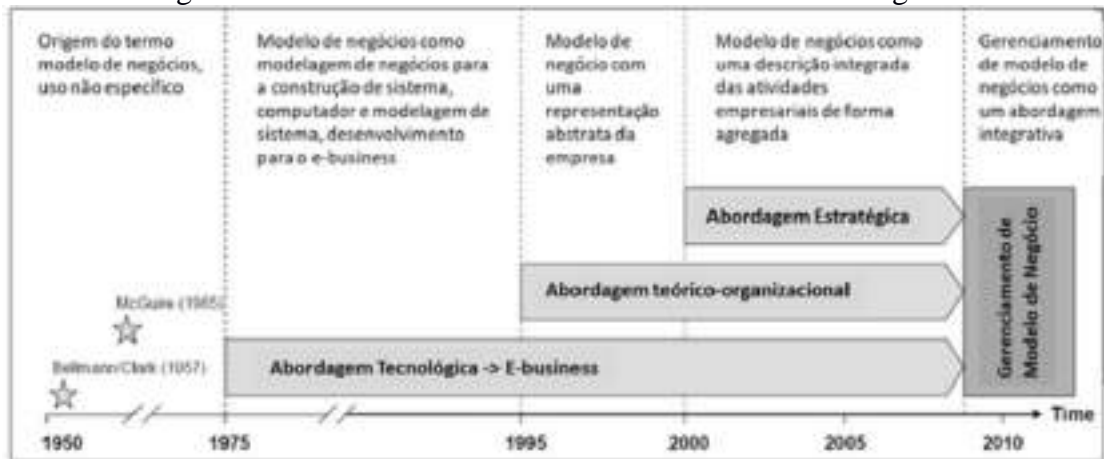 Origem do termo
modelo de negócios,
uso não específico
Modelo de negócios como
modelagem de negócios para
a construção de sistema,
computador e modelagem de
sistema, desenvolvimento
para o e-business
Modelo de
negócio com
uma
representação
abstrata da
empresa
Modelo de negócios como
uma descrição integrada
das atividades
empresariais de forma
agregada
Gerenciamento
de modelo de
negócios como
um abordagem
integrativa
Abordagem Estratégica
Abordagem teórico-organizacional
Abordagem Tecnológica -> E-business
Gerenciamento de
Modelo de Negócio
McGuire (1965)
Bellmann/Clark (1957)
Time
1950 1975 1995 2000 2005 2010